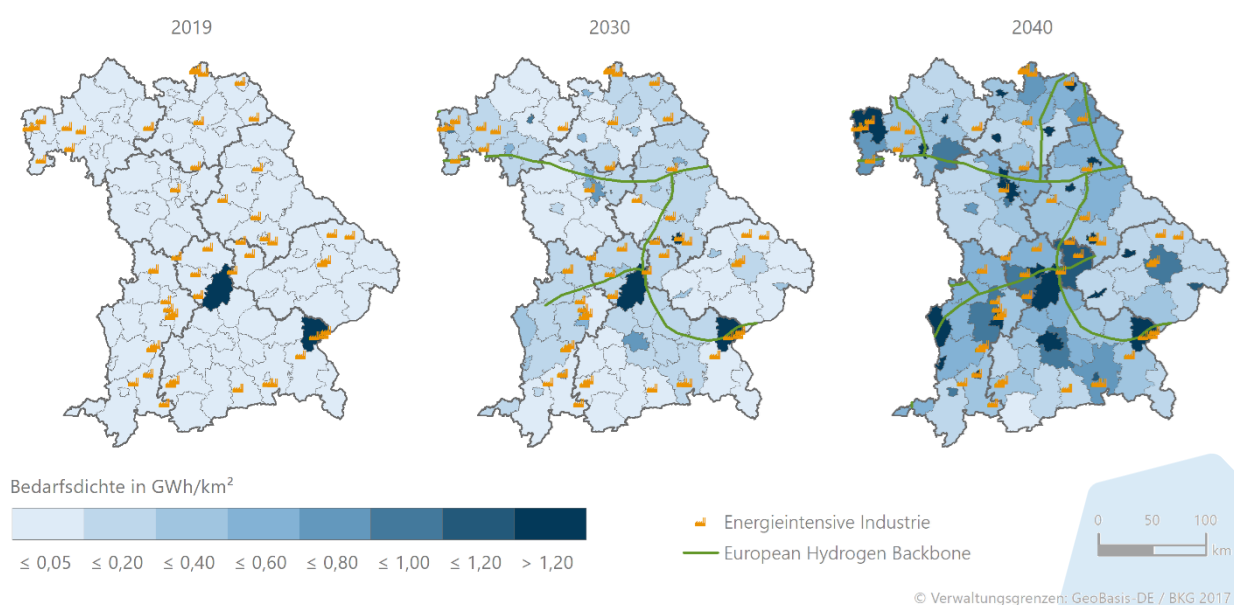 2019 2030 2040
Bedarfsdichte in GWh/km²
≤ 0,05 ≤ 0,20 ≤ 0,40 ≤ 0,60 ≤ 0,80 ≤ 1,00 ≤ 1,20 > 1,20
Energieintensive Industrie
European Hydrogen Backbone
0 50 100
km
© Verwaltungsgrenzen: GeoBasis-DE / BKG 2017